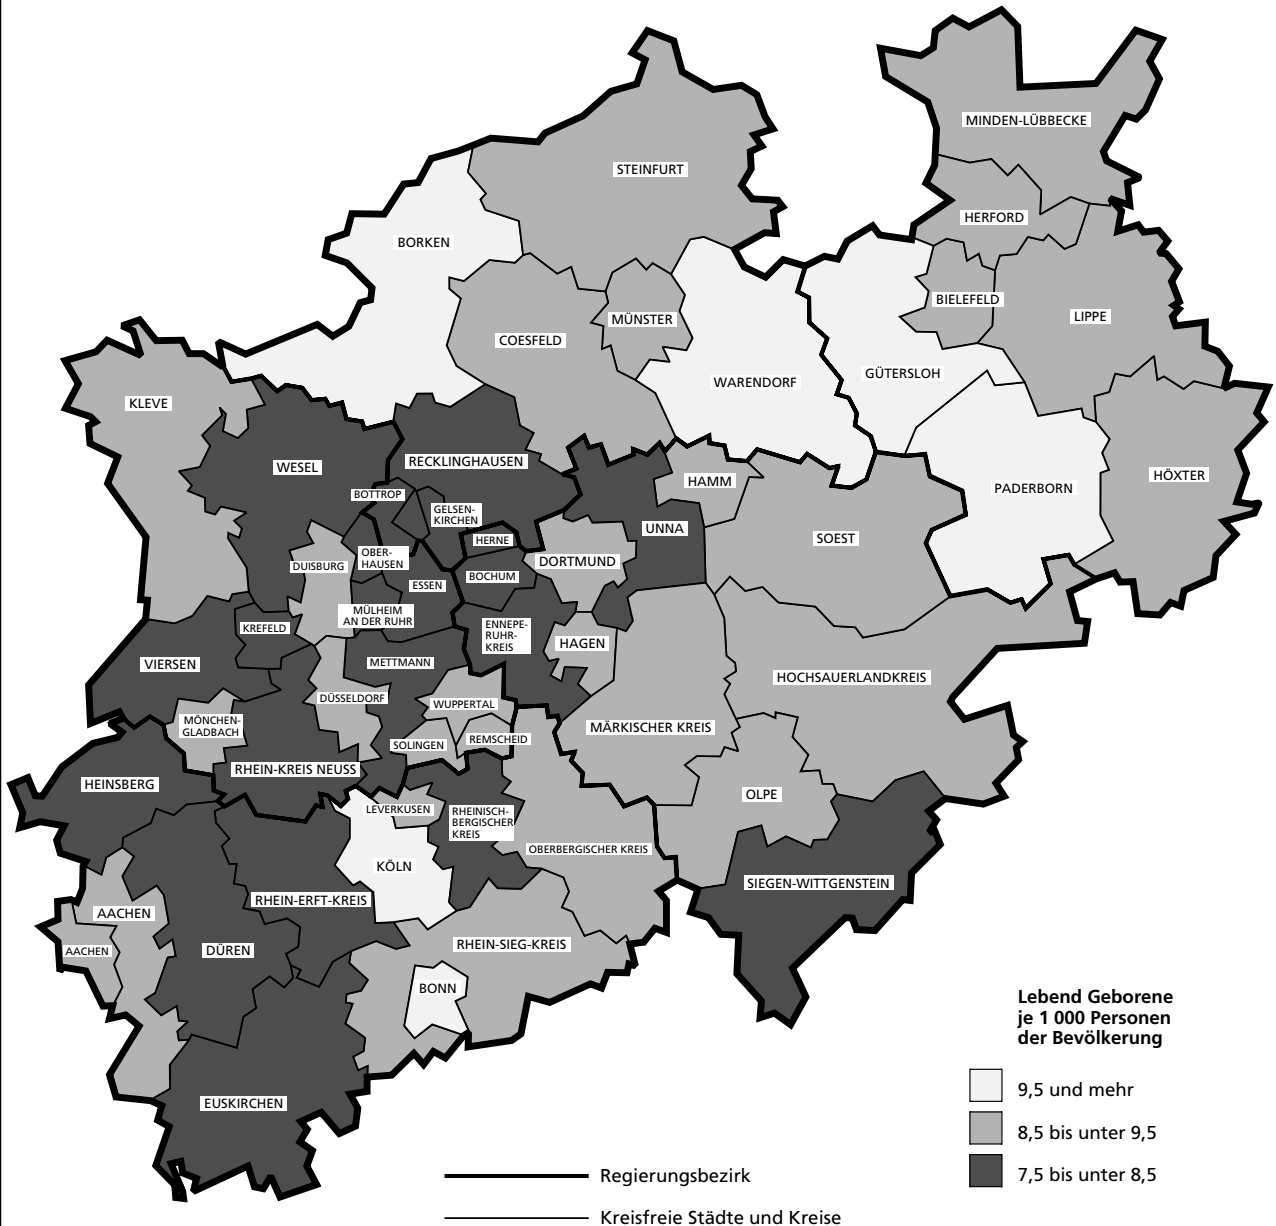 MINDEN-LÜBBECKE
STEINFURT
HERFORD
BORKEN
BIELEFELD
LIPPE
MÜNSTER
COESFELD
GÜTERSLOH
WARENDORF
KLEVE
RECKLINGHAUSEN
WESEL
HÖXTER
HAMM
PADERBORN
BOTTROP
GELSEN-
KIRCHEN
UNNA
SOEST
HERNE
OBER-
HAUSEN
DORTMUND
DUISBURG
BOCHUM
ESSEN
MÜLHEIM
AN DER RUHR
KREFELD
ENNEPE-
RUHR-
KREIS
HAGEN
VIERSEN
METTMANN
HOCHSAUERLANDKREIS
DÜSSELDORF
WUPPERTAL
MÖNCHEN-
GLADBACH
MÄRKISCHER KREIS
SOLINGEN
REMSCHEID
RHEIN-KREIS NEUSS
HEINSBERG
OLPE
LEVERKUSEN
RHEINISCH-
BERGISCHER
KREIS
OBERBERGISCHER KREIS
KÖLN
SIEGEN-WITTGENSTEIN
RHEIN-ERFT-KREIS
AACHEN
RHEIN-SIEG-KREIS
AACHEN
DÜREN
BONN
EUSKIRCHEN
Lebend Geborene
je 1 000 Personen
der Bevölkerung
9,5 und mehr
8,5 bis unter 9,5
7,5 bis unter 8,5
Regierungsbezirk
Kreisfreie Städte und Kreise